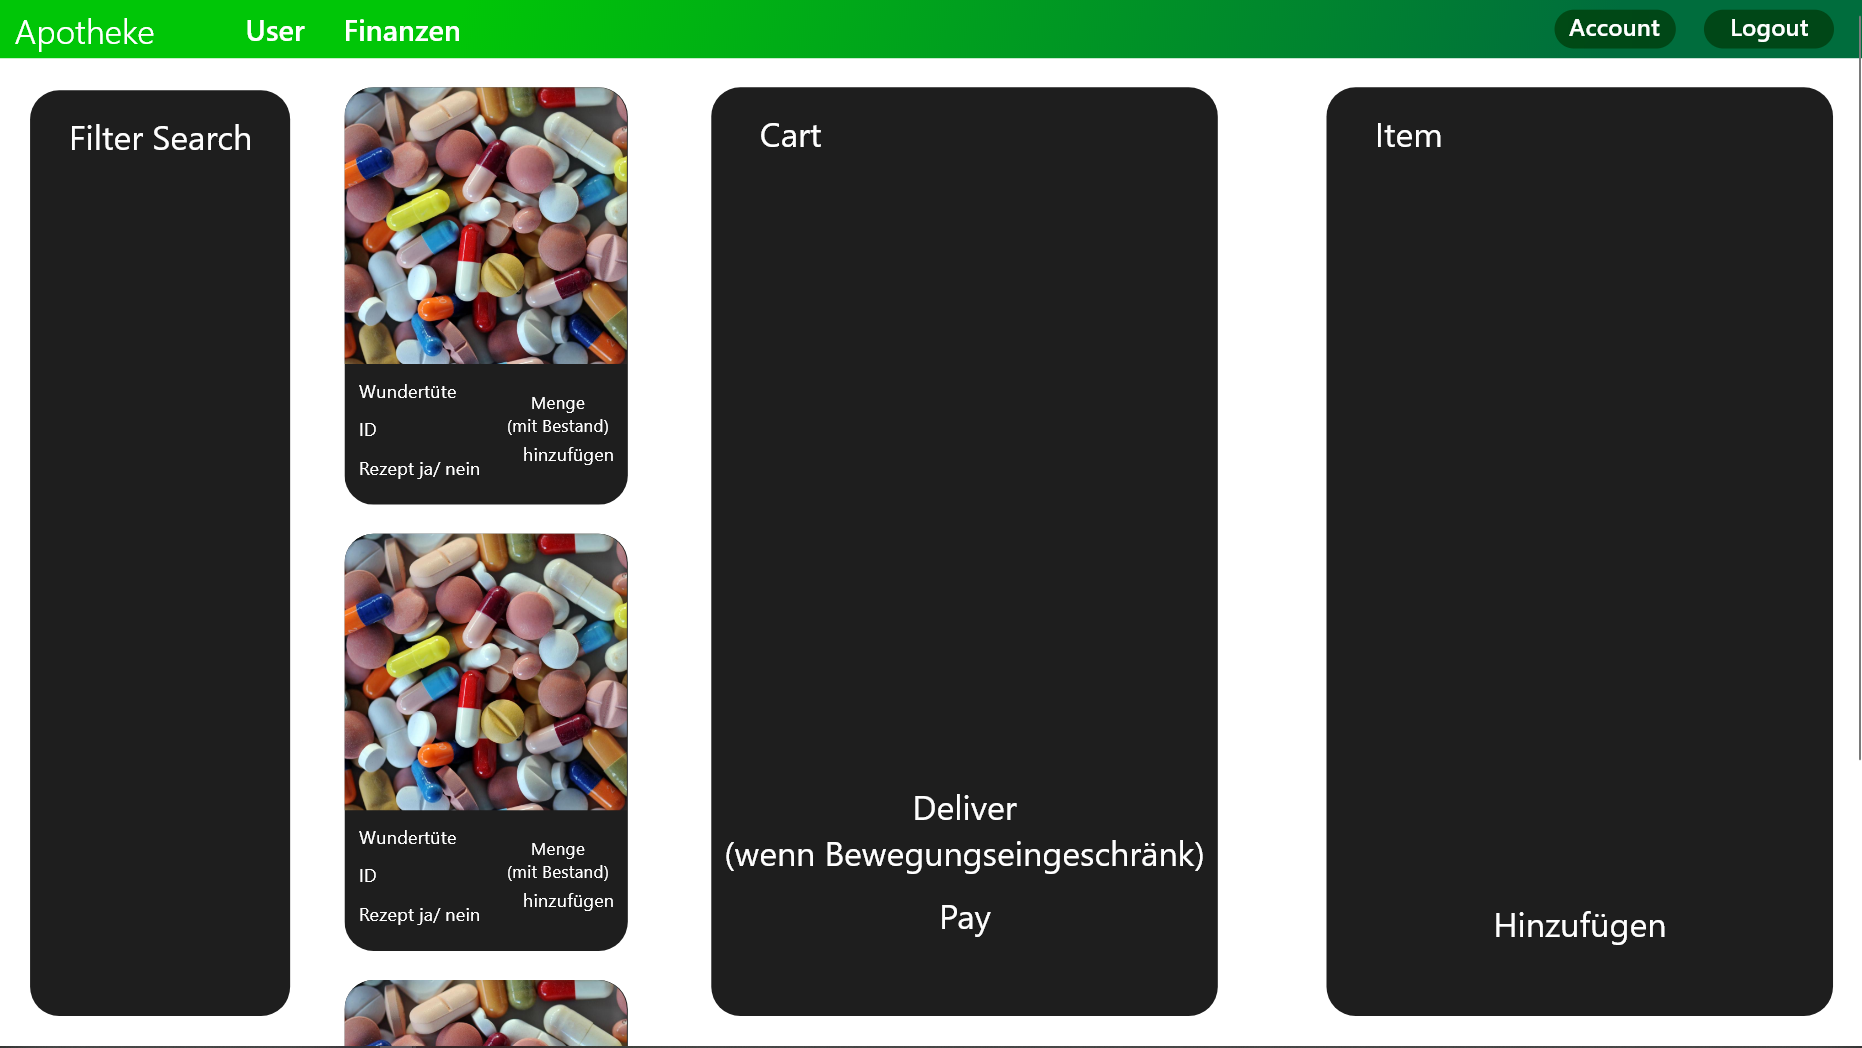 Apotheke
User
Finanzen
Account
Logout
Filter Search
Wundertüte
ID
Rezept ja/ nein
Menge
(mit Bestand)
hinzufügen
Wundertüte
ID
Rezept ja/ nein
Menge
(mit Bestand)
hinzufügen
Cart
Deliver
(wenn Bewegungseingeschränk)
Pay
Item
Hinzufügen